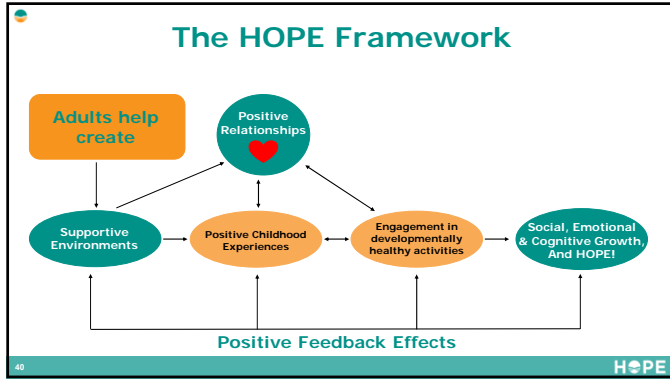 The HOPE Framework
Adults help
create
Positive
Relationships
Supportive
Environments
Positive Childhood
Experiences
Engagement in
developmentally
healthy activities
Social, Emotional
& Cognitive Growth,
And HOPE!
Positive Feedback Effects
40
HOPE